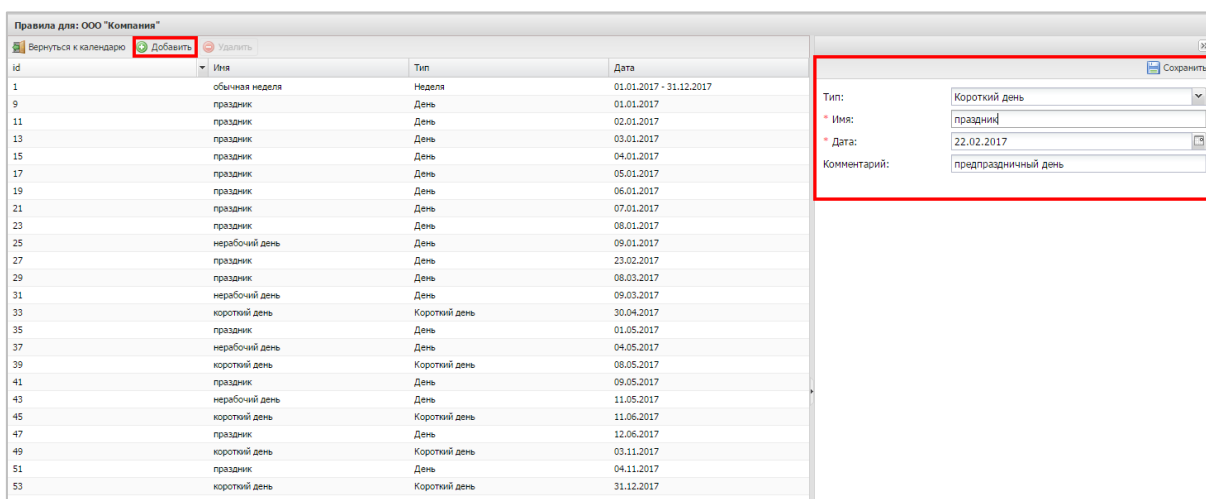 Правила для: ООО "Компания"
Вернуться к календарю Добавить Удалить
id Имя Тип Дата
1 обычная неделя Неделя 01.01.2017 - 31.12.2017
9 праздник День 01.01.2017
11 праздник День 02.01.2017
13 праздник День 03.01.2017
15 праздник День 04.01.2017
17 праздник День 05.01.2017
19 праздник День 06.01.2017
21 праздник День 07.01.2017
23 праздник День 08.01.2017
25 нерабочий день День 09.01.2017
27 праздник День 23.02.2017
29 праздник День 08.03.2017
31 нерабочий день День 09.03.2017
33 короткий день Короткий день 30.04.2017
35 праздник День 01.05.2017
37 нерабочий день День 04.05.2017
39 короткий день Короткий день 08.05.2017
41 праздник День 09.05.2017
43 нерабочий день День 11.05.2017
45 короткий день Короткий день 11.06.2017
47 праздник День 12.06.2017
49 короткий день Короткий день 03.11.2017
51 праздник День 04.11.2017
53 короткий день Короткий день 31.12.2017
Сохранить
Тип: Короткий день
* Имя: праздник
* Дата: 22.02.2017
Комментарий: предпраздничный день